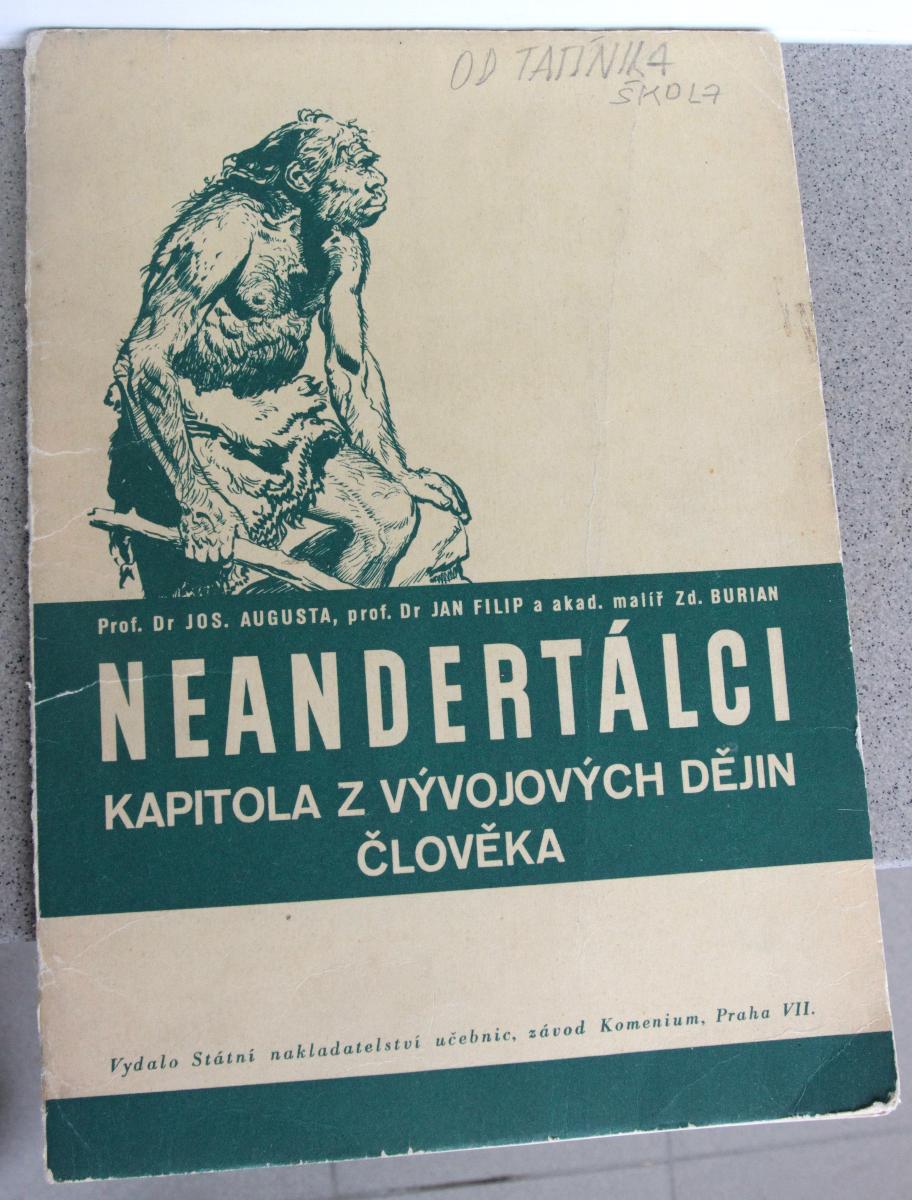 OD TATÍNKA
ŠKOLA
Prof. Dr JOS. AUGUSTA, prof. Dr JAN FILIP a akad. malíř Zd. BURIAN
NEANDERTÁLCI
KAPITOLA Z VÝVOJOVÝCH DĚJIN
ČLOVĚKA
Vydalo Státní nakladatelství učebnic, závod Komenium, Praha VII.